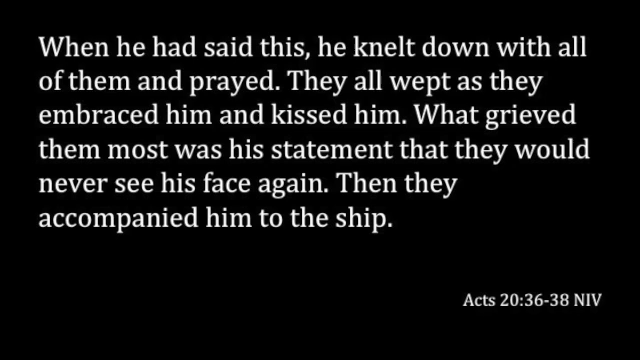 When he had said this, he knelt down with all
of them and prayed. They all wept as they
embraced him and kissed him. What grieved
them most was his statement that they would
never see his face again. Then they
accompanied him to the ship.
Acts 20:36-38 NIV